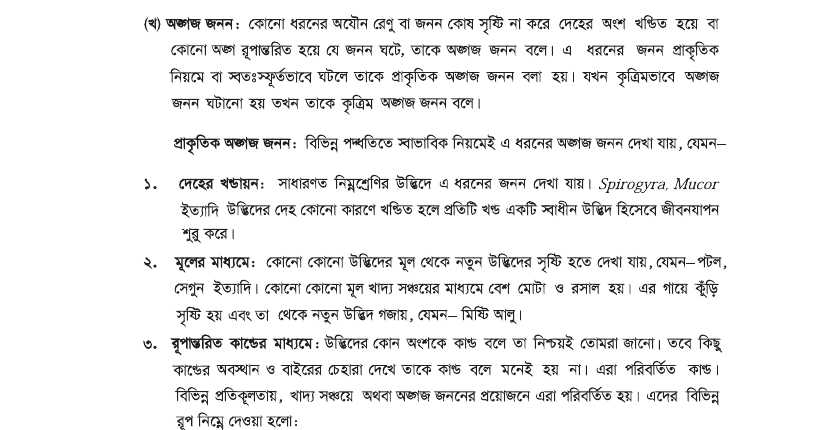 (খ) অঙ্গজ জনন: কোনো ধরনের অযৌন রেণু বা জনন কোষ সৃষ্টি না করে দেহের অংশ খণ্ডিত হয়ে বা
কোনো অঙ্গ রূপান্তরিত হয়ে যে জনন ঘটে, তাকে অঙ্গজ জনন বলে। এ ধরনের জনন প্রাকৃতিক
নিয়মে বা স্বতঃস্ফূর্তভাবে ঘটলে তাকে প্রাকৃতিক অঙ্গজ জনন বলা হয়। যখন কৃত্রিমভাবে অঙ্গজ
জনন ঘটানো হয় তখন তাকে কৃত্রিম অঙ্গজ জনন বলে।
প্রাকৃতিক অঙ্গজ জনন: বিভিন্ন পদ্ধতিতে স্বাভাবিক নিয়মেই এ ধরনের অঙ্গজ জনন দেখা যায়, যেমন–
১. দেহের খন্ডায়ন: সাধারণত নিম্নশ্রেণির উদ্ভিদে এ ধরনের জনন দেখা যায়। Spirogyra, Mucor
ইত্যাদি উদ্ভিদের দেহ কোনো কারণে খণ্ডিত হলে প্রতিটি খন্ড একটি স্বাধীন উদ্ভিদ হিসেবে জীবনযাপন
শুরু করে।
২. মূলের মাধ্যমে: কোনো কোনো উদ্ভিদের মূল থেকে নতুন উদ্ভিদের সৃষ্টি হতে দেখা যায়, যেমন–পটল,
সেগুন ইত্যাদি। কোনো কোনো মূল খাদ্য সঞ্চয়ের মাধ্যমে বেশ মোটা ও রসাল হয়। এর গায়ে কুঁড়ি
সৃষ্টি হয় এবং তা থেকে নতুন উদ্ভিদ গজায়, যেমন– মিষ্টি আলু।
৩. রূপান্তরিত কান্ডের মাধ্যমে: উদ্ভিদের কোন অংশকে কান্ড বলে তা নিশ্চয়ই তোমরা জানো। তবে কিছু
কান্ডের অবস্থান ও বাইরের চেহারা দেখে তাকে কান্ড বলে মনেই হয় না। এরা পরিবর্তিত কান্ড।
বিভিন্ন প্রতিকূলতায়, খাদ্য সঞ্চয়ে অথবা অঙ্গজ জননের প্রয়োজনে এরা পরিবর্তিত হয়। এদের বিভিন্ন
রূপ নিম্নে দেওয়া হলো: